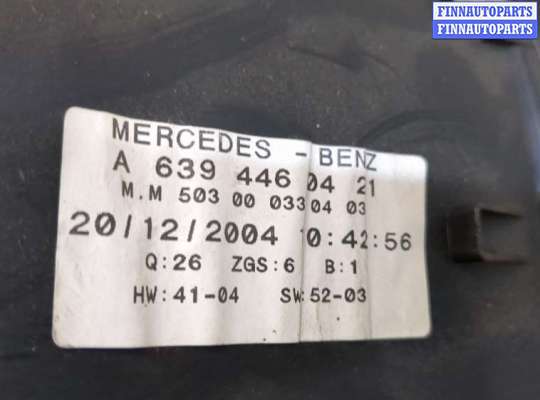 FINNAUTOPARTS
FINNAUTOPARTS
MERCEDES - BENZ
A 639 446 04 21
M.M 503 00 033 04 03
20/12/2004 10:42:56
Q:26 ZGS:6 B:1
HW:41-04 SW:52-03